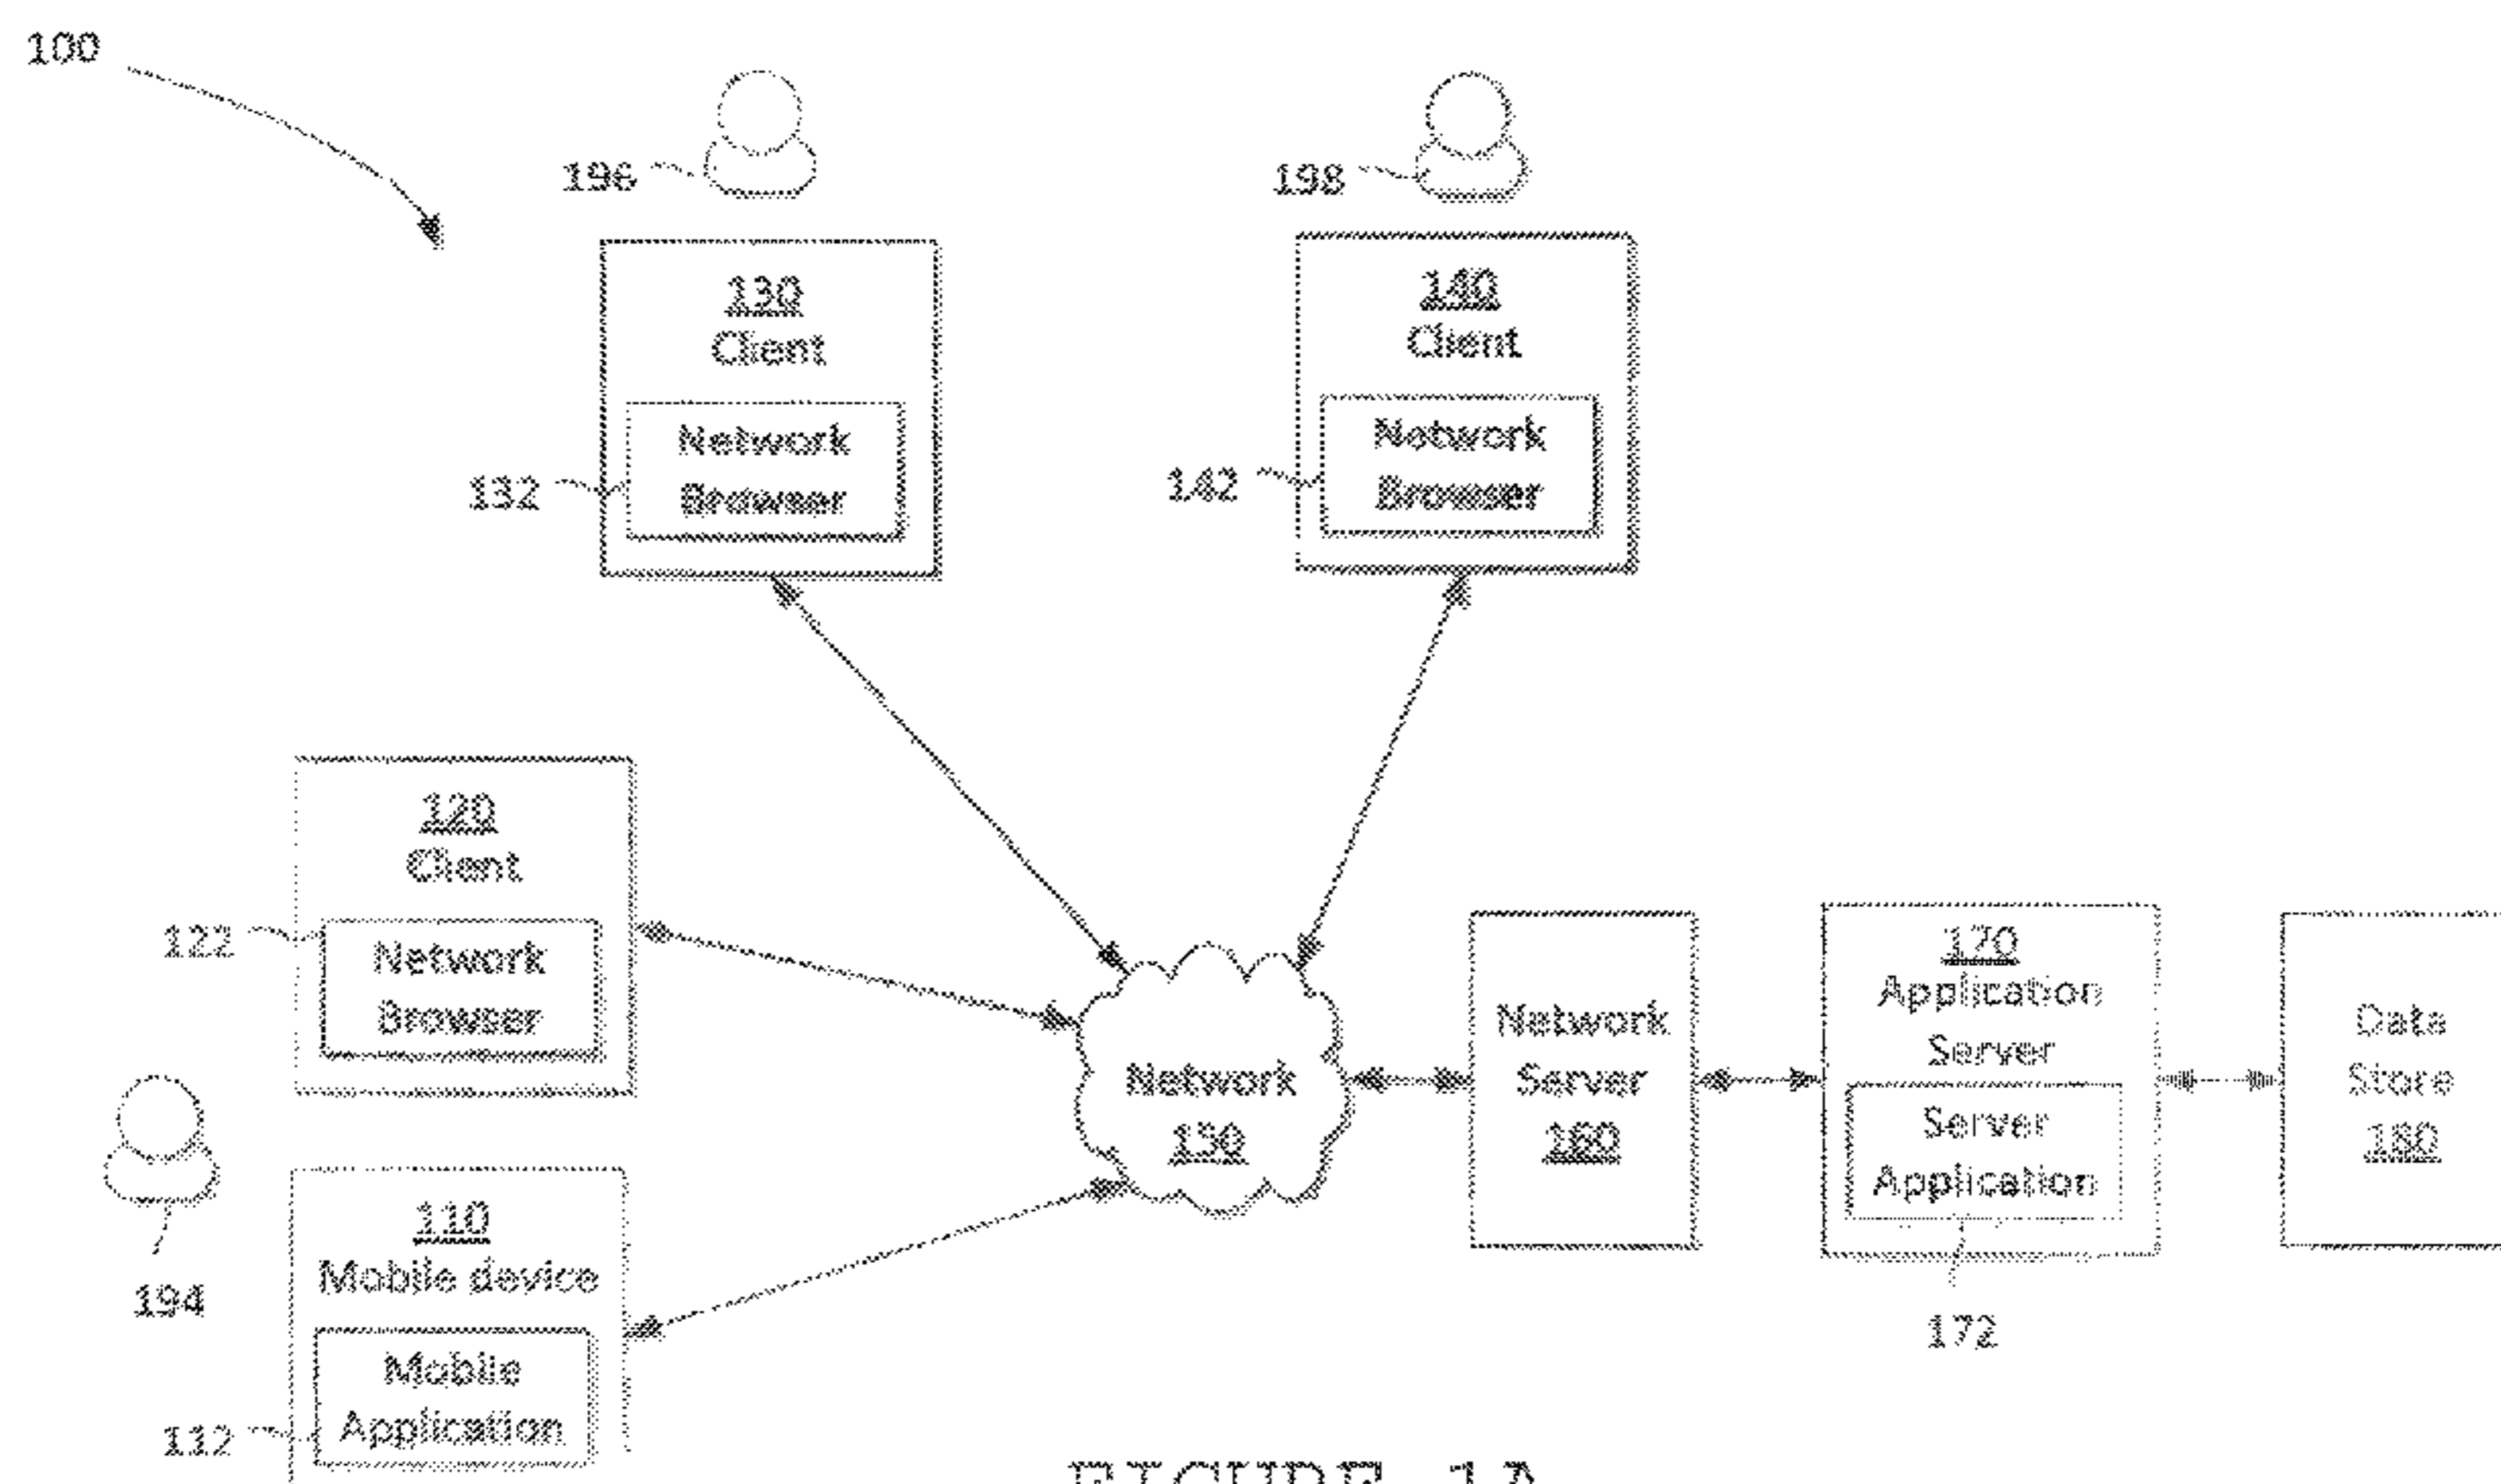 100
196
198
130
Client
Network
Browser
132
140
Client
Network
Browser
142
120
Client
Network
Browser
122
194
110
Mobile device
Mobile
Application
112
Network
150
Network
Server
160
170
Application
Server
Server
Application
172
Data
Store
180
FIGURE 1A